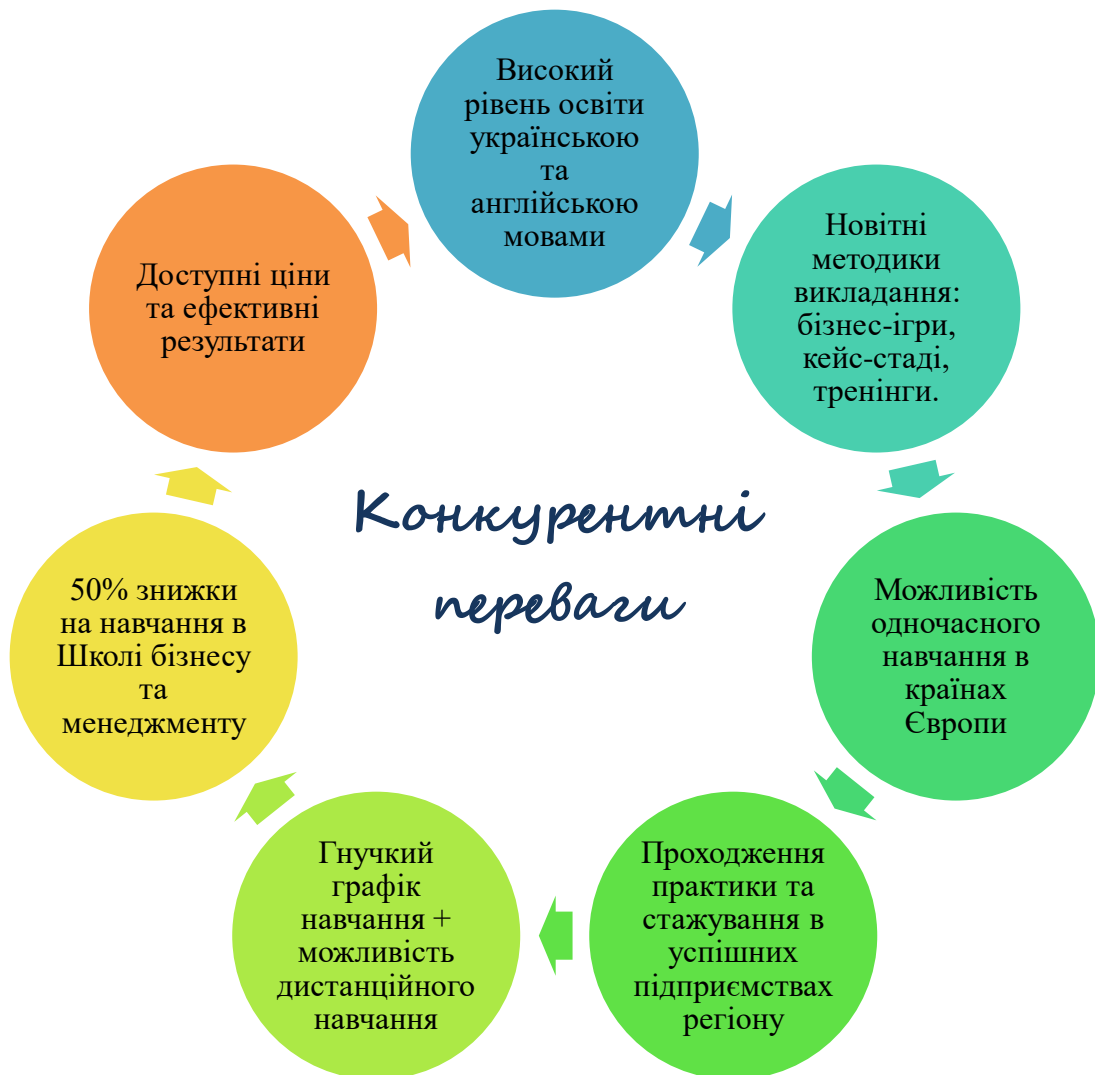 Високий
рівень освіти
українською
та
англійською
мовами
Новітні
методики
викладання:
бізнес-ігри,
кейс-стаді,
тренінги.
Можливість
одночасного
навчання в
країнах
Європи
Проходження
практики та
стажування в
успішних
підприємствах
регіону
Гнучкий
графік
навчання +
можливість
дистанційного
навчання
50% знижки
на навчання в
Школі бізнесу
та
менеджменту
Доступні ціни
та ефективні
результати
Конкурентні
переваги